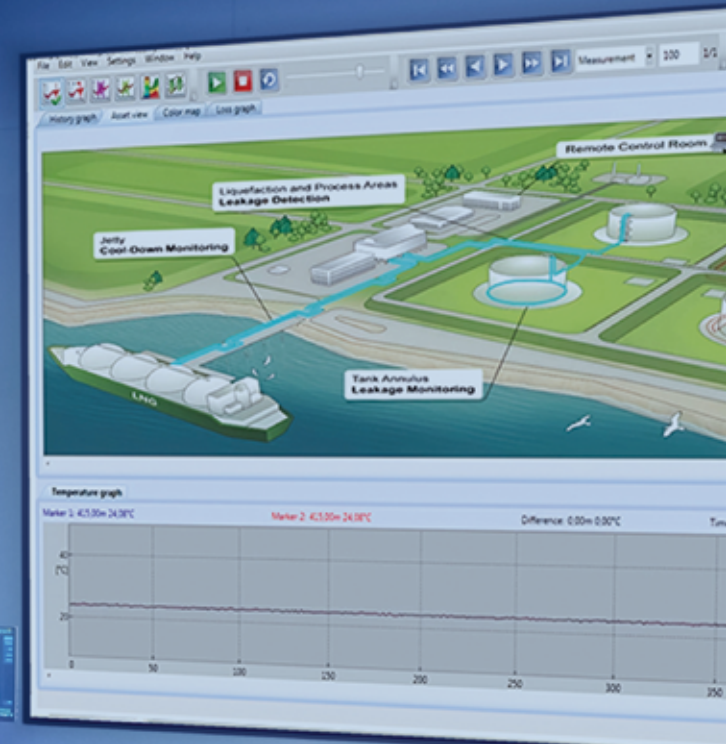 File Edit View Settings Window Help
Measurement 100 1/1
History graph Asset view Color map Loss graph
Remote Control Room
Liquefaction and Process Areas
Leakage Detection
Jetty
Cool-Down Monitoring
Tank Annulus
Leakage Monitoring
LNG
Temperature graph
Marker 1: 415,00m 24,08°C Marker 2: 415,00m 24,08°C Difference: 0,00m 0,00°C
40
[°C]
20
0 50 100 150 200 250 300 350